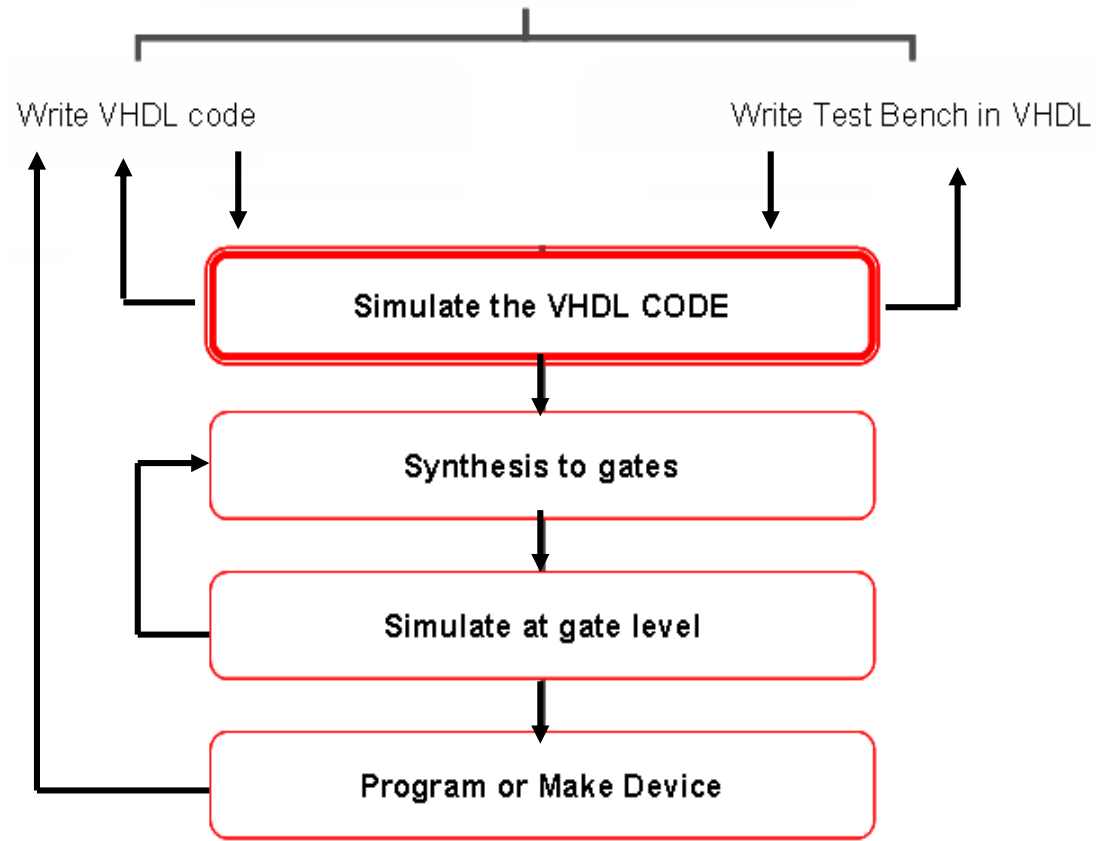 Write VHDL code
Write Test Bench in VHDL
Simulate the VHDL CODE
Synthesis to gates
Simulate at gate level
Program or Make Device